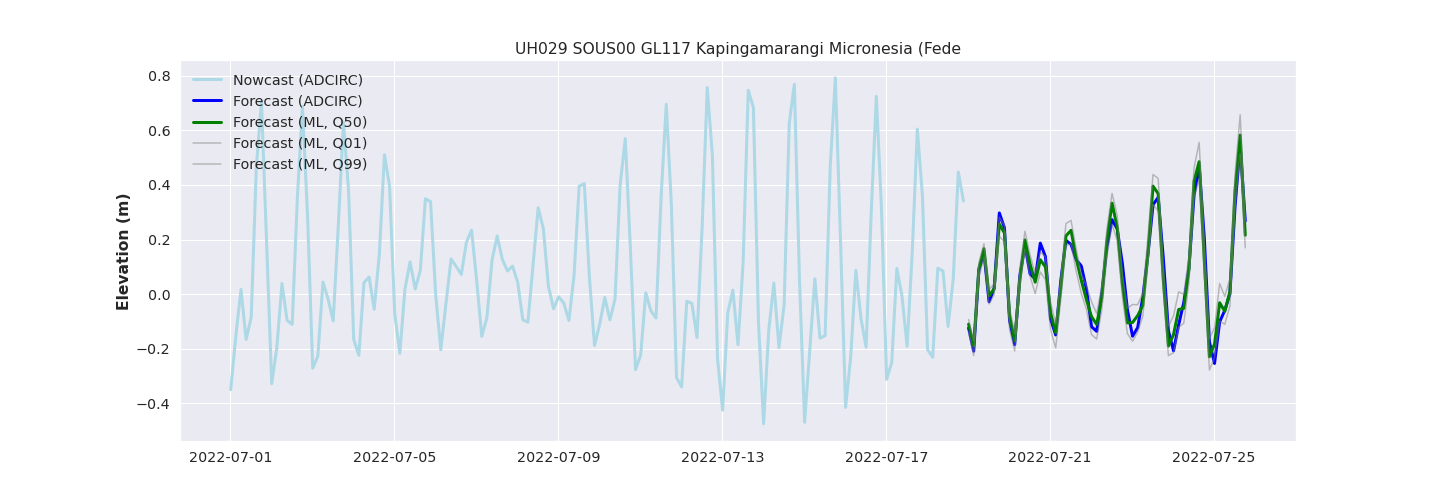 UH029 SOUS00 GL117 Kapingamarangi Micronesia (Fede
Nowcast (ADCIRC)
Forecast (ADCIRC)
Forecast (ML, Q50)
Forecast (ML, Q01)
Forecast (ML, Q99)
Elevation (m)
0.8
0.6
0.4
0.2
0.0
−0.2
−0.4
2022-07-01
2022-07-05
2022-07-09
2022-07-13
2022-07-17
2022-07-21
2022-07-25